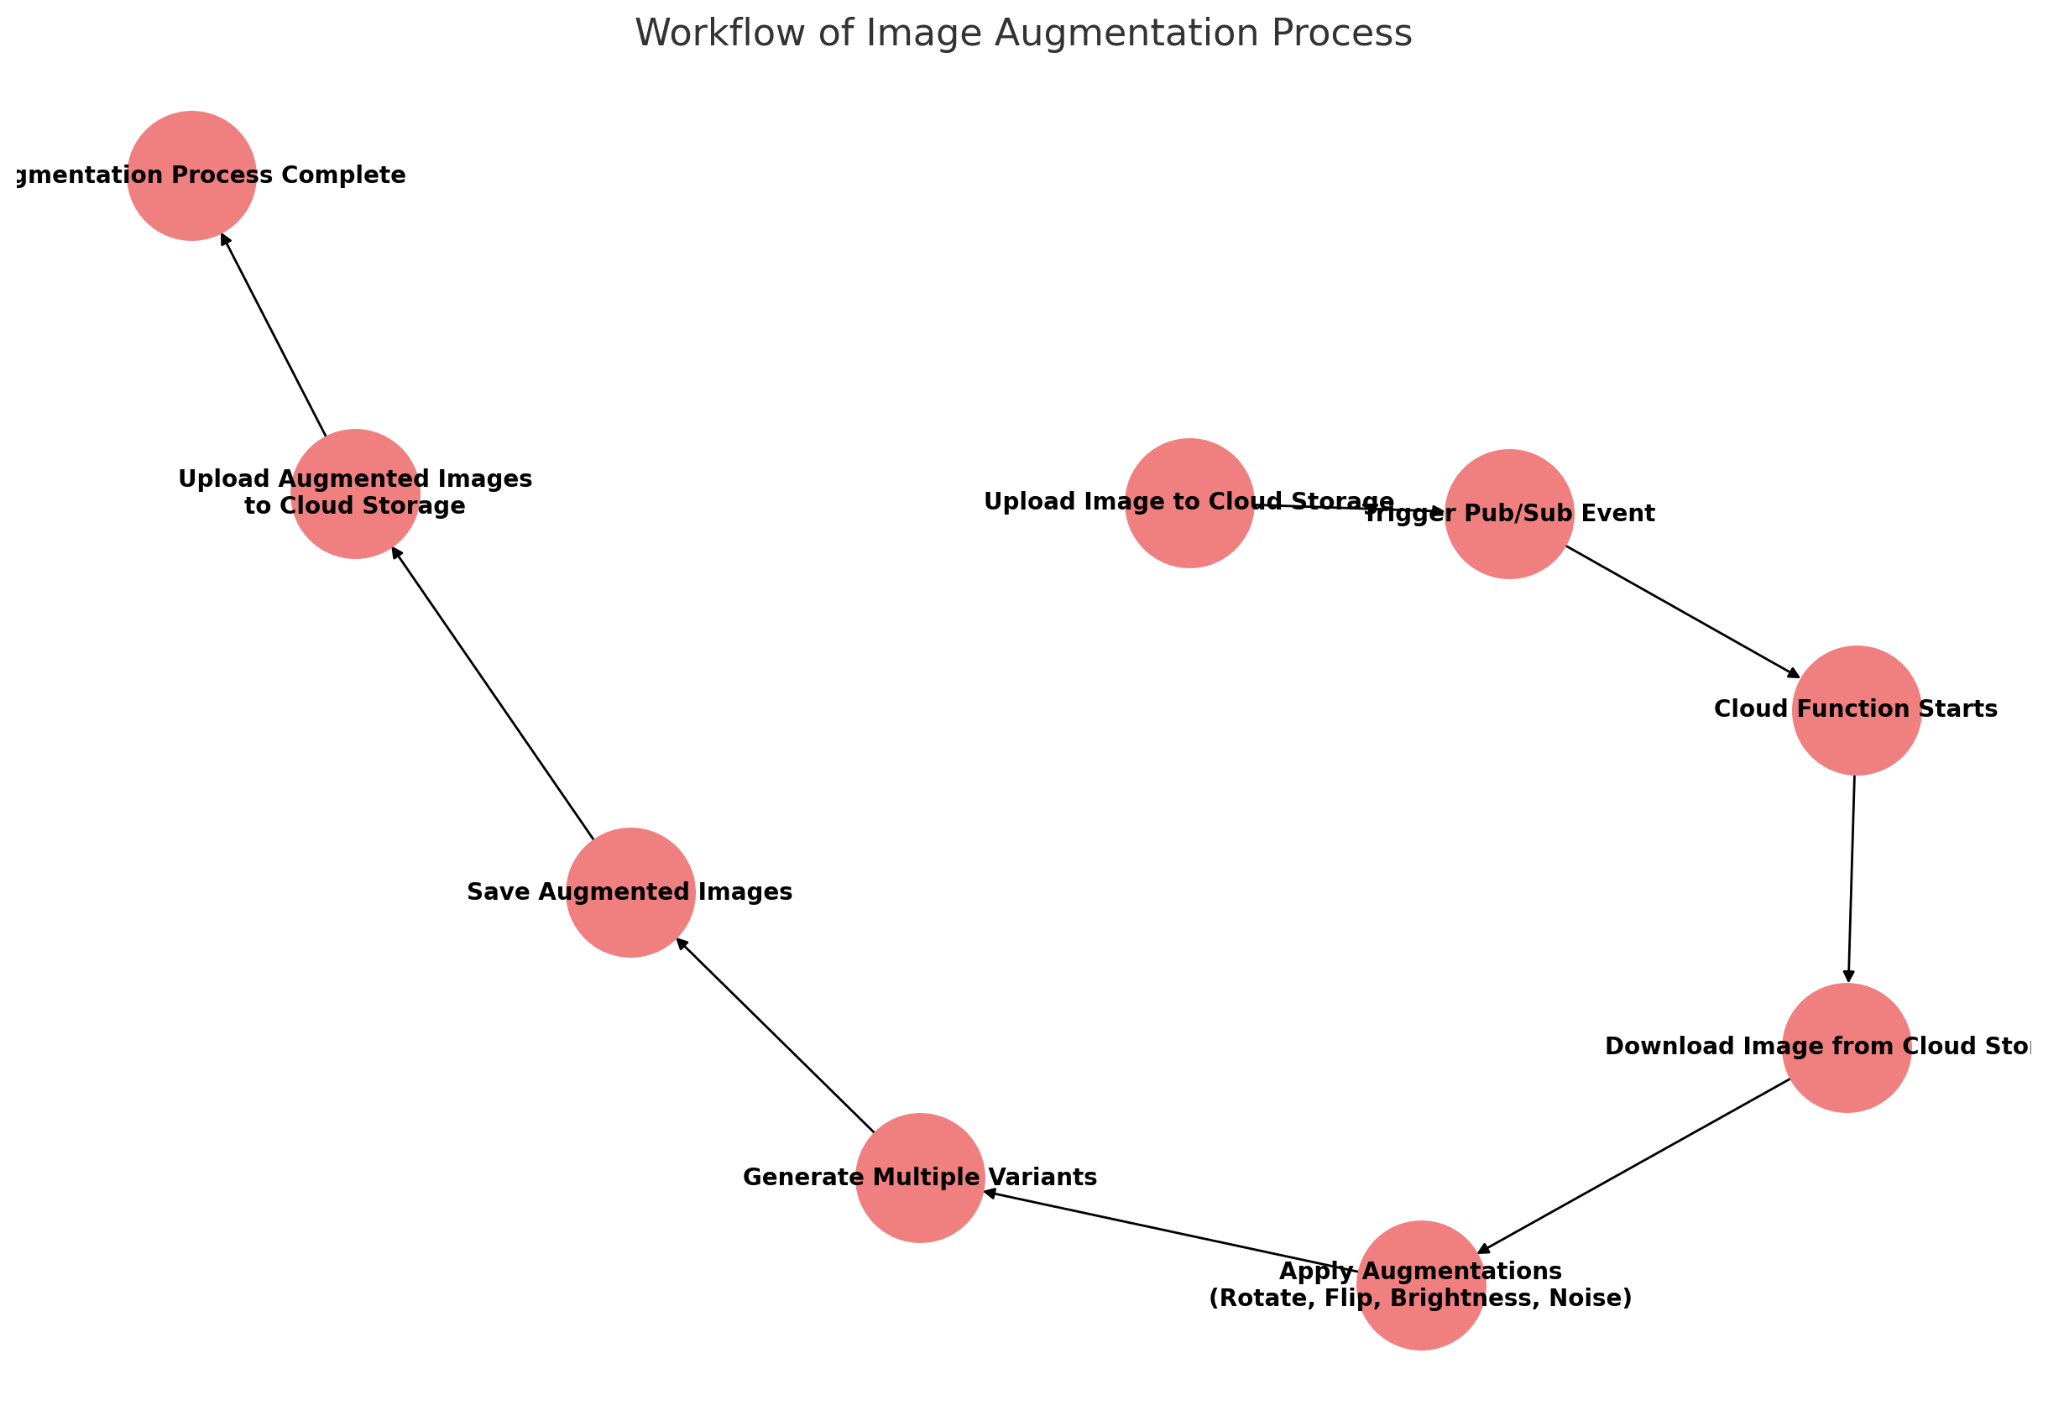 Workflow of Image Augmentation Process
gmentation Process Complete
Upload Augmented Images
to Cloud Storage
Upload Image to Cloud Storage
Trigger Pub/Sub Event
Cloud Function Starts
Save Augmented Images
Download Image from Cloud Sto
Generate Multiple Variants
Apply Augmentations
(Rotate, Flip, Brightness, Noise)